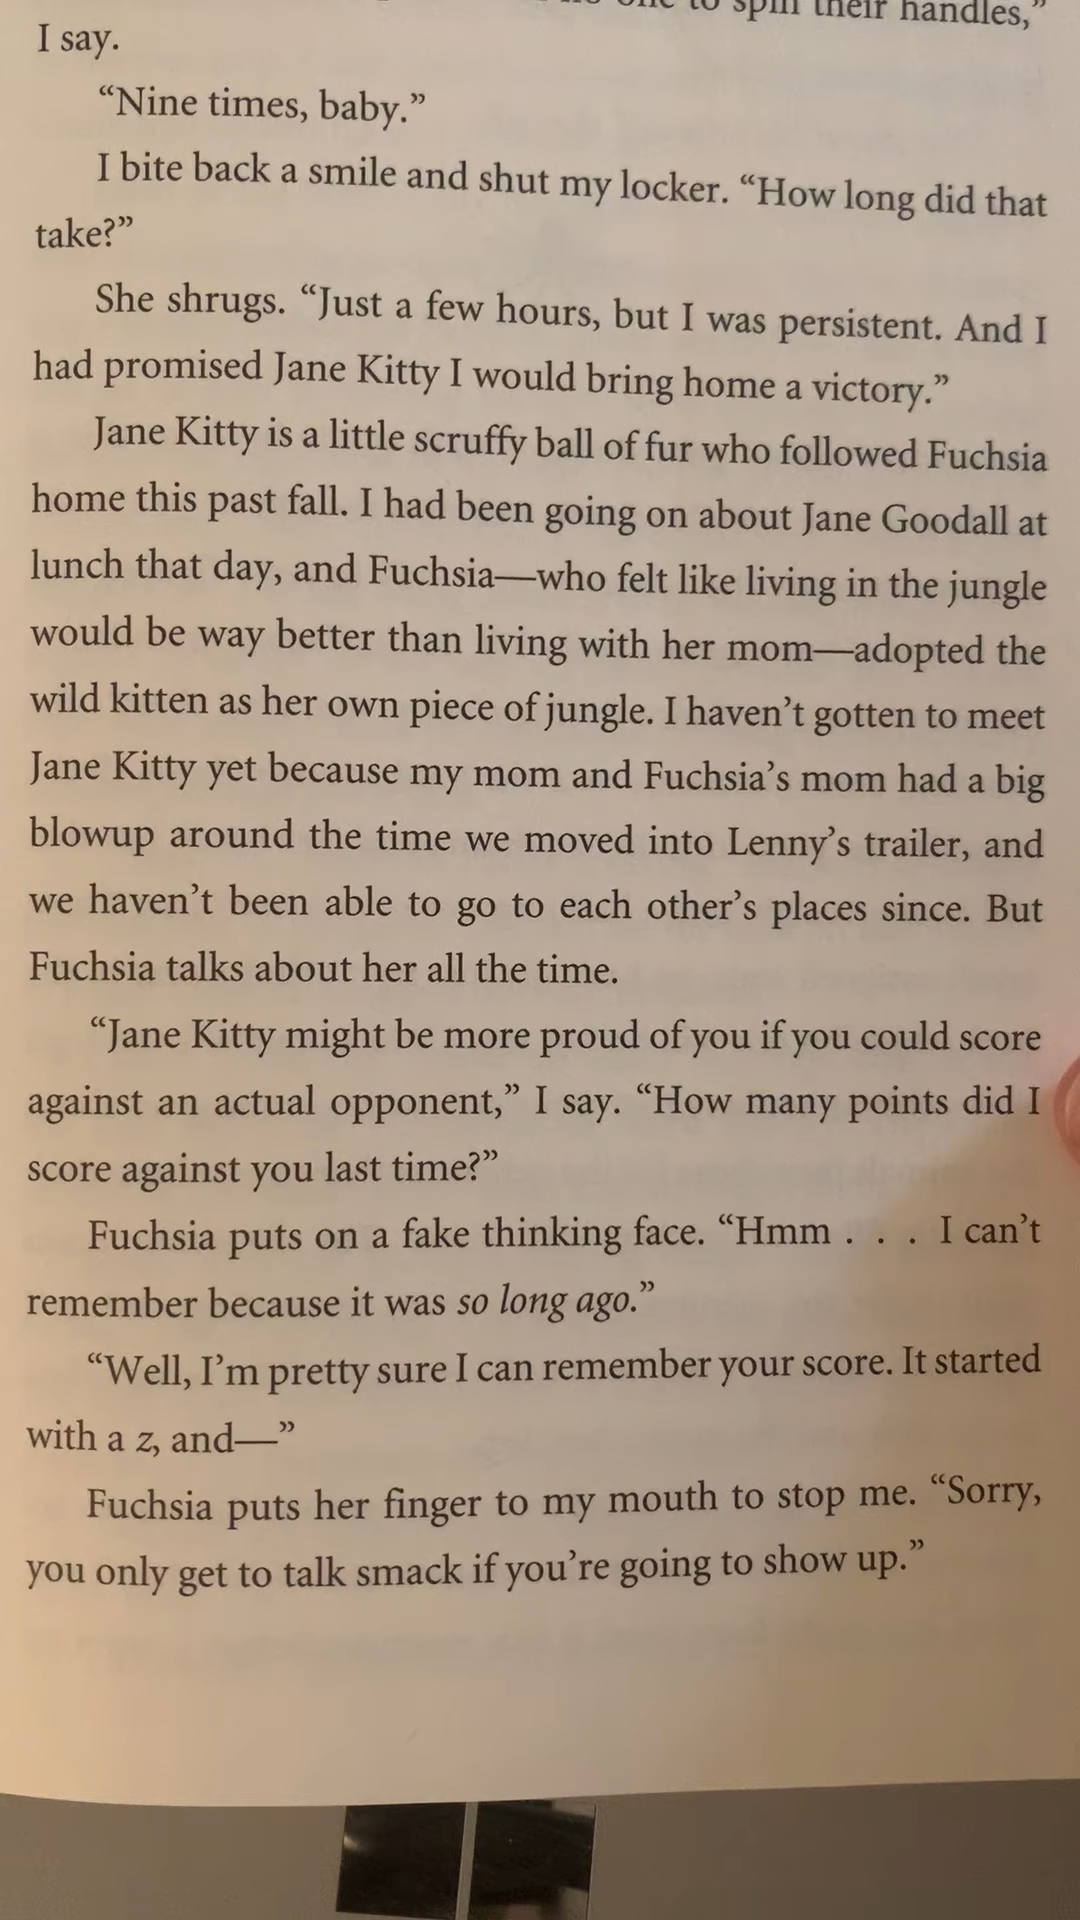 to spin their handles,”
I say.
“Nine times, baby.”
I bite back a smile and shut my locker. “How long did that
take?”
She shrugs. “Just a few hours, but I was persistent. And I
had promised Jane Kitty I would bring home a victory.”
Jane Kitty is a little scruffy ball of fur who followed Fuchsia
home this past fall. I had been going on about Jane Goodall at
lunch that day, and Fuchsia—who felt like living in the jungle
would be way better than living with her mom—adopted the
wild kitten as her own piece of jungle. I haven’t gotten to meet
Jane Kitty yet because my mom and Fuchsia’s mom had a big
blowup around the time we moved into Lenny’s trailer, and
we haven’t been able to go to each other’s places since. But
Fuchsia talks about her all the time.
“Jane Kitty might be more proud of you if you could score
against an actual opponent,” I say. “How many points did I
score against you last time?”
Fuchsia puts on a fake thinking face. “Hmm . . . I can’t
remember because it was so long ago.”
“Well, I’m pretty sure I can remember your score. It started
with a z, and—”
Fuchsia puts her finger to my mouth to stop me. “Sorry,
you only get to talk smack if you’re going to show up.”